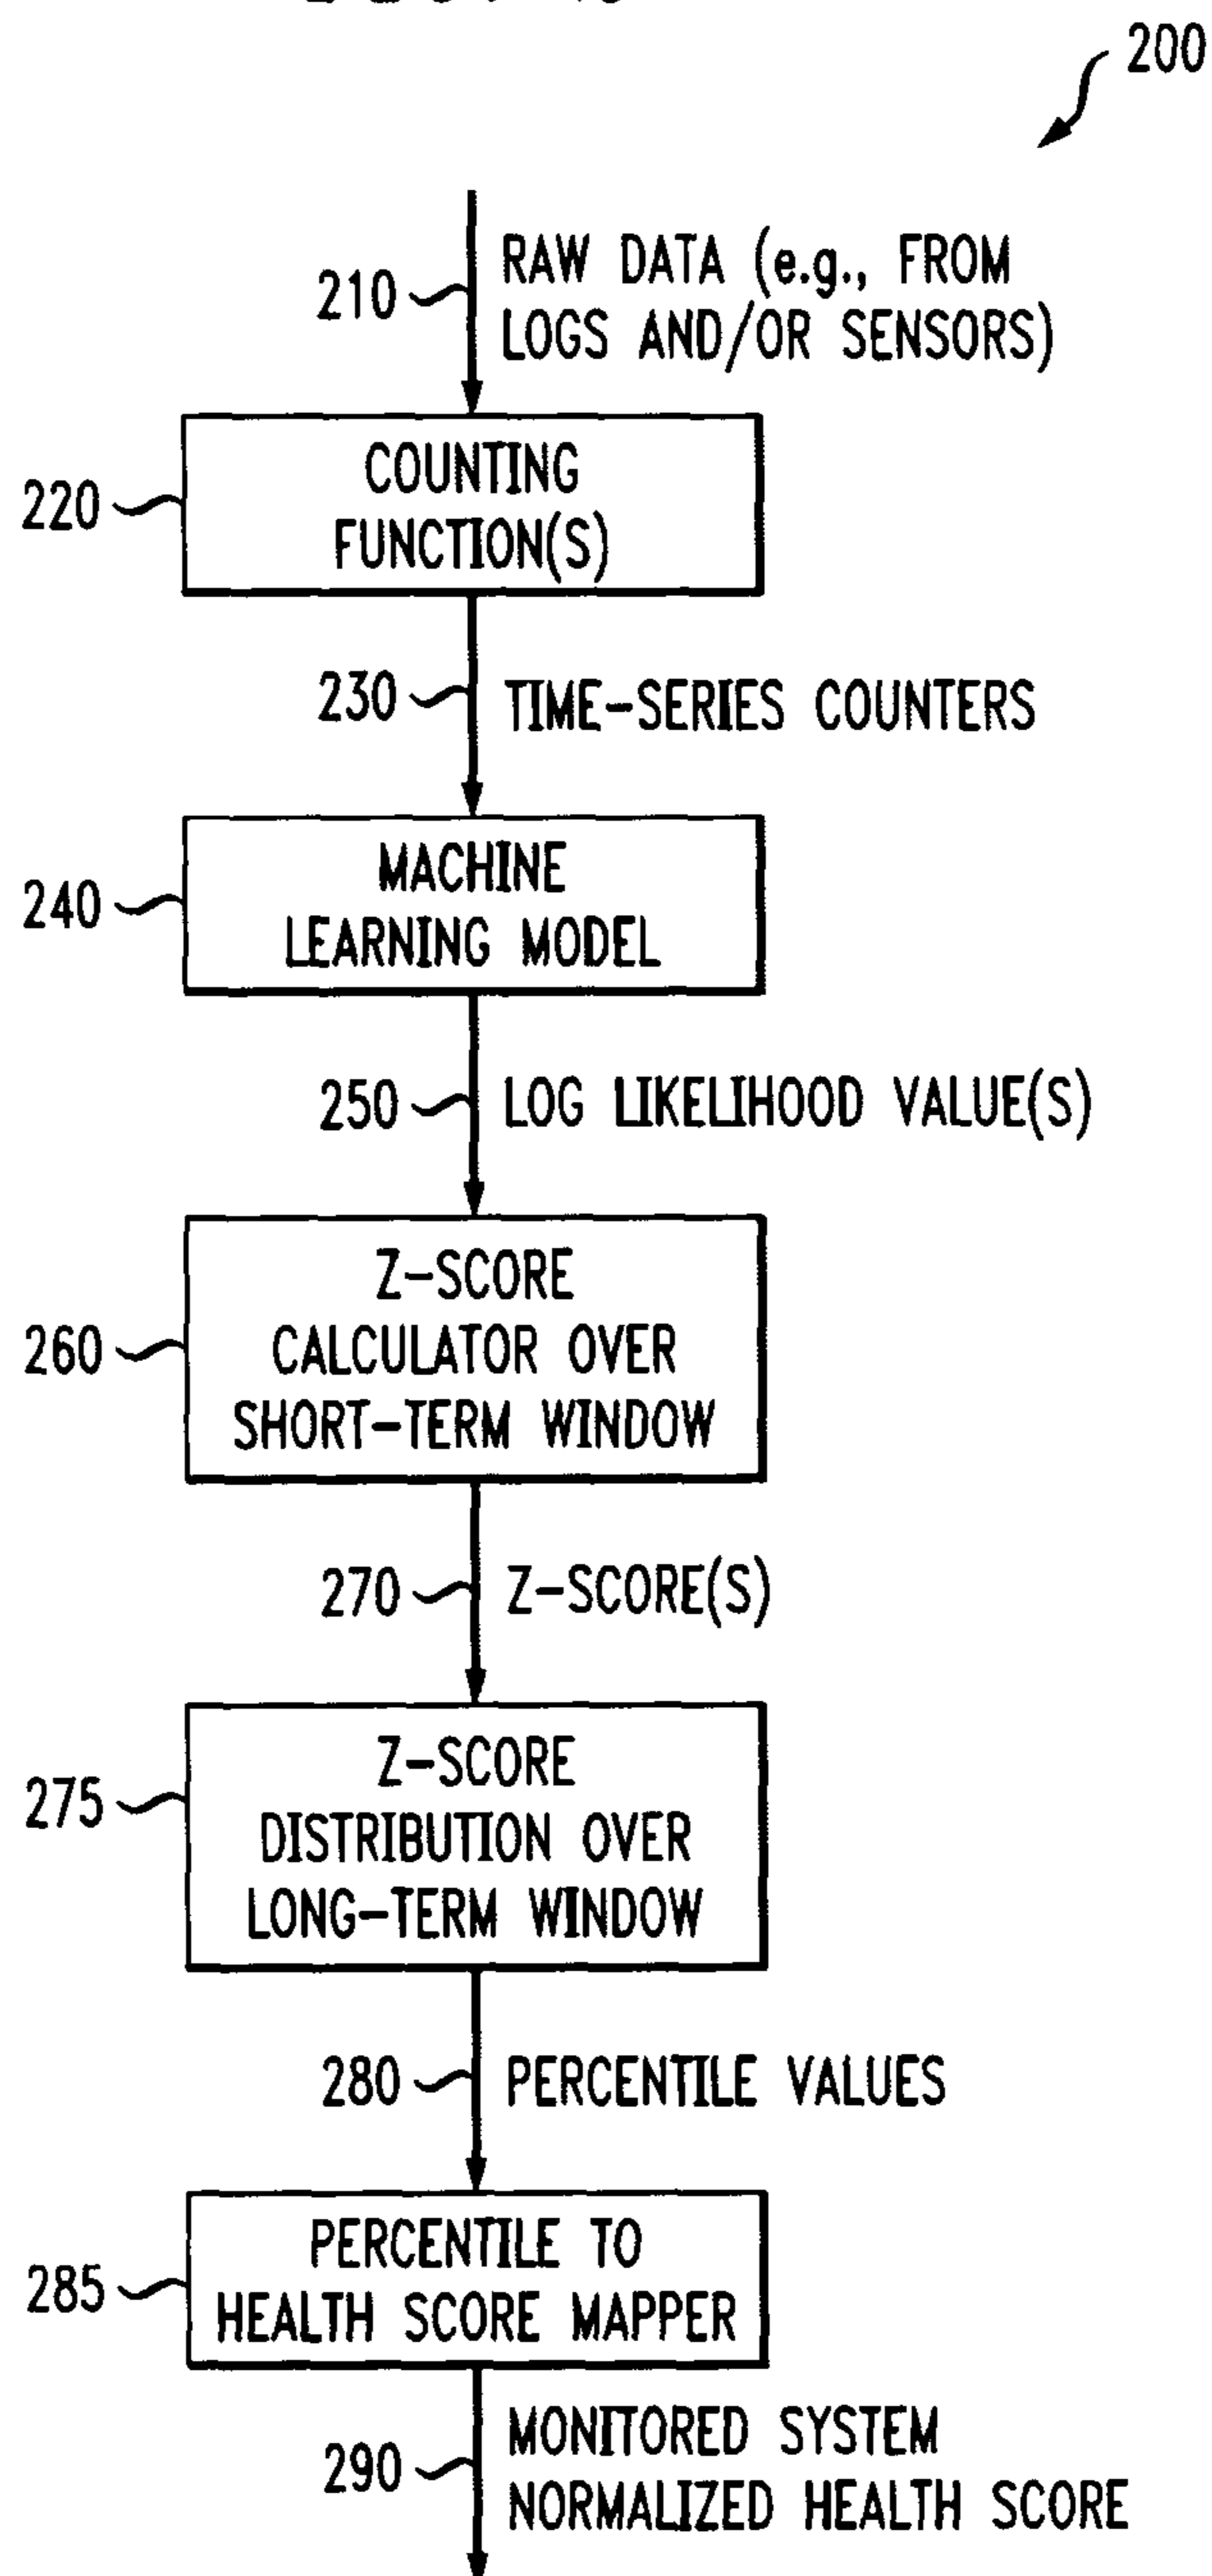 200
210
RAW DATA (e.g., FROM
LOGS AND/OR SENSORS)
220
COUNTING
FUNCTION(S)
230
TIME-SERIES COUNTERS
240
MACHINE
LEARNING MODEL
250
LOG LIKELIHOOD VALUE(S)
260
Z-SCORE
CALCULATOR OVER
SHORT-TERM WINDOW
270
Z-SCORE(S)
275
Z-SCORE
DISTRIBUTION OVER
LONG-TERM WINDOW
280
PERCENTILE VALUES
285
PERCENTILE TO
HEALTH SCORE MAPPER
290
MONITORED SYSTEM
NORMALIZED HEALTH SCORE